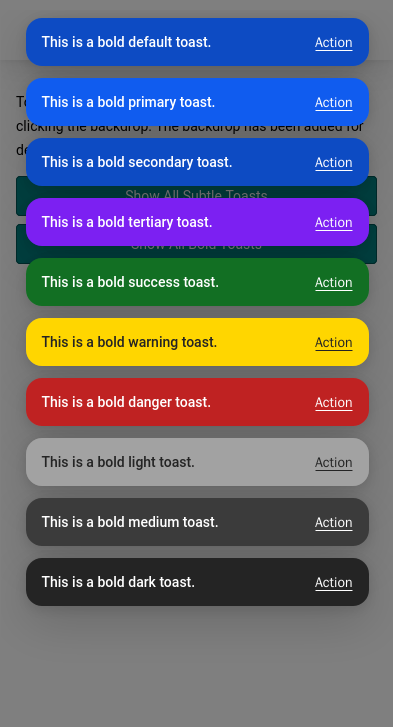 This is a bold default toast. Action
This is a bold primary toast. Action
clicking the backdrop. The backdrop has been added for
This is a bold secondary toast. Action
Show All Subtle Toasts
This is a bold tertiary toast. Action
Show All Bold Toasts
This is a bold success toast. Action
This is a bold warning toast. Action
This is a bold danger toast. Action
This is a bold light toast. Action
This is a bold medium toast. Action
This is a bold dark toast. Action